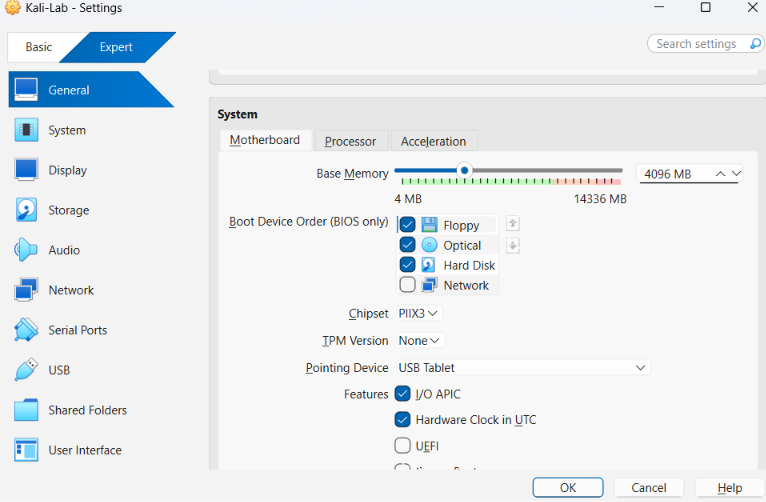 Kali-Lab - Settings
Basic Expert
Search settings
General
System
Display
Storage
Audio
Network
Serial Ports
USB
Shared Folders
User Interface
System
Motherboard Processor Acceleration
Base Memory 4096 MB
4 MB 14336 MB
Boot Device Order (BIOS only) Floppy
Optical
Hard Disk
Network
Chipset PIIX3
TPM Version None
Pointing Device USB Tablet
Features I/O APIC
Hardware Clock in UTC
UEFI
OK Cancel Help